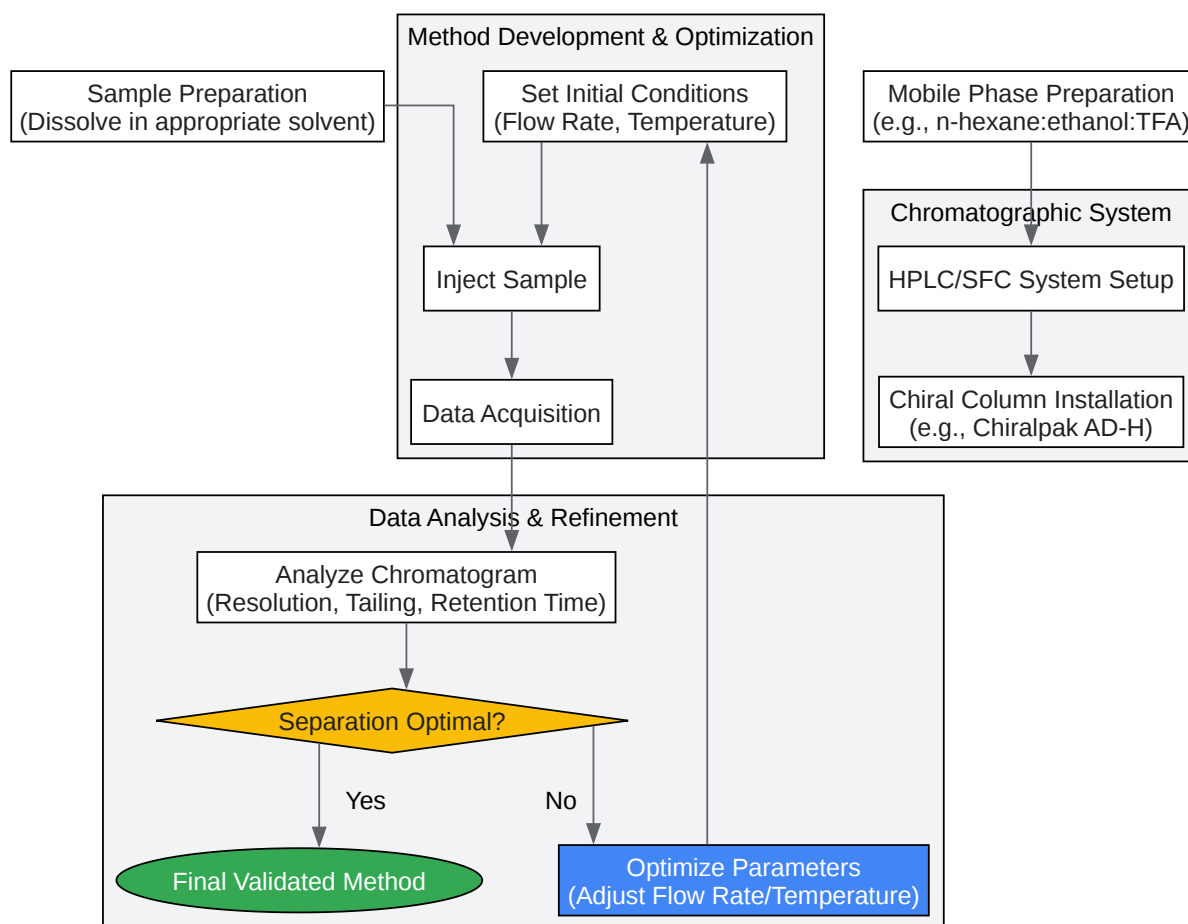 Method Development & Optimization
Sample Preparation
(Dissolve in appropriate solvent)
Set Initial Conditions
(Flow Rate, Temperature)
Mobile Phase Preparation
(e.g., n-hexane:ethanol:TFA)
Chromatographic System
Inject Sample
HPLC/SFC System Setup
Data Acquisition
Chiral Column Installation
(e.g., Chiralpak AD-H)
Data Analysis & Refinement
Analyze Chromatogram
(Resolution, Tailing, Retention Time)
Separation Optimal?
Yes
No
Final Validated Method
Optimize Parameters
(Adjust Flow Rate/Temperature)